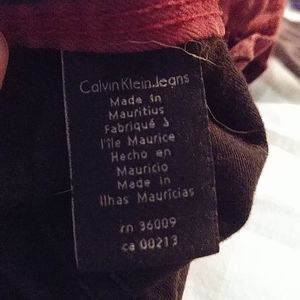 Calvin Klein Jeans
Made in
Mauritius
Fabriqué à
l'île Maurice
Hecho en
Mauricio
Made in
Ilhas Maurícias
rn 36009
ca 00213